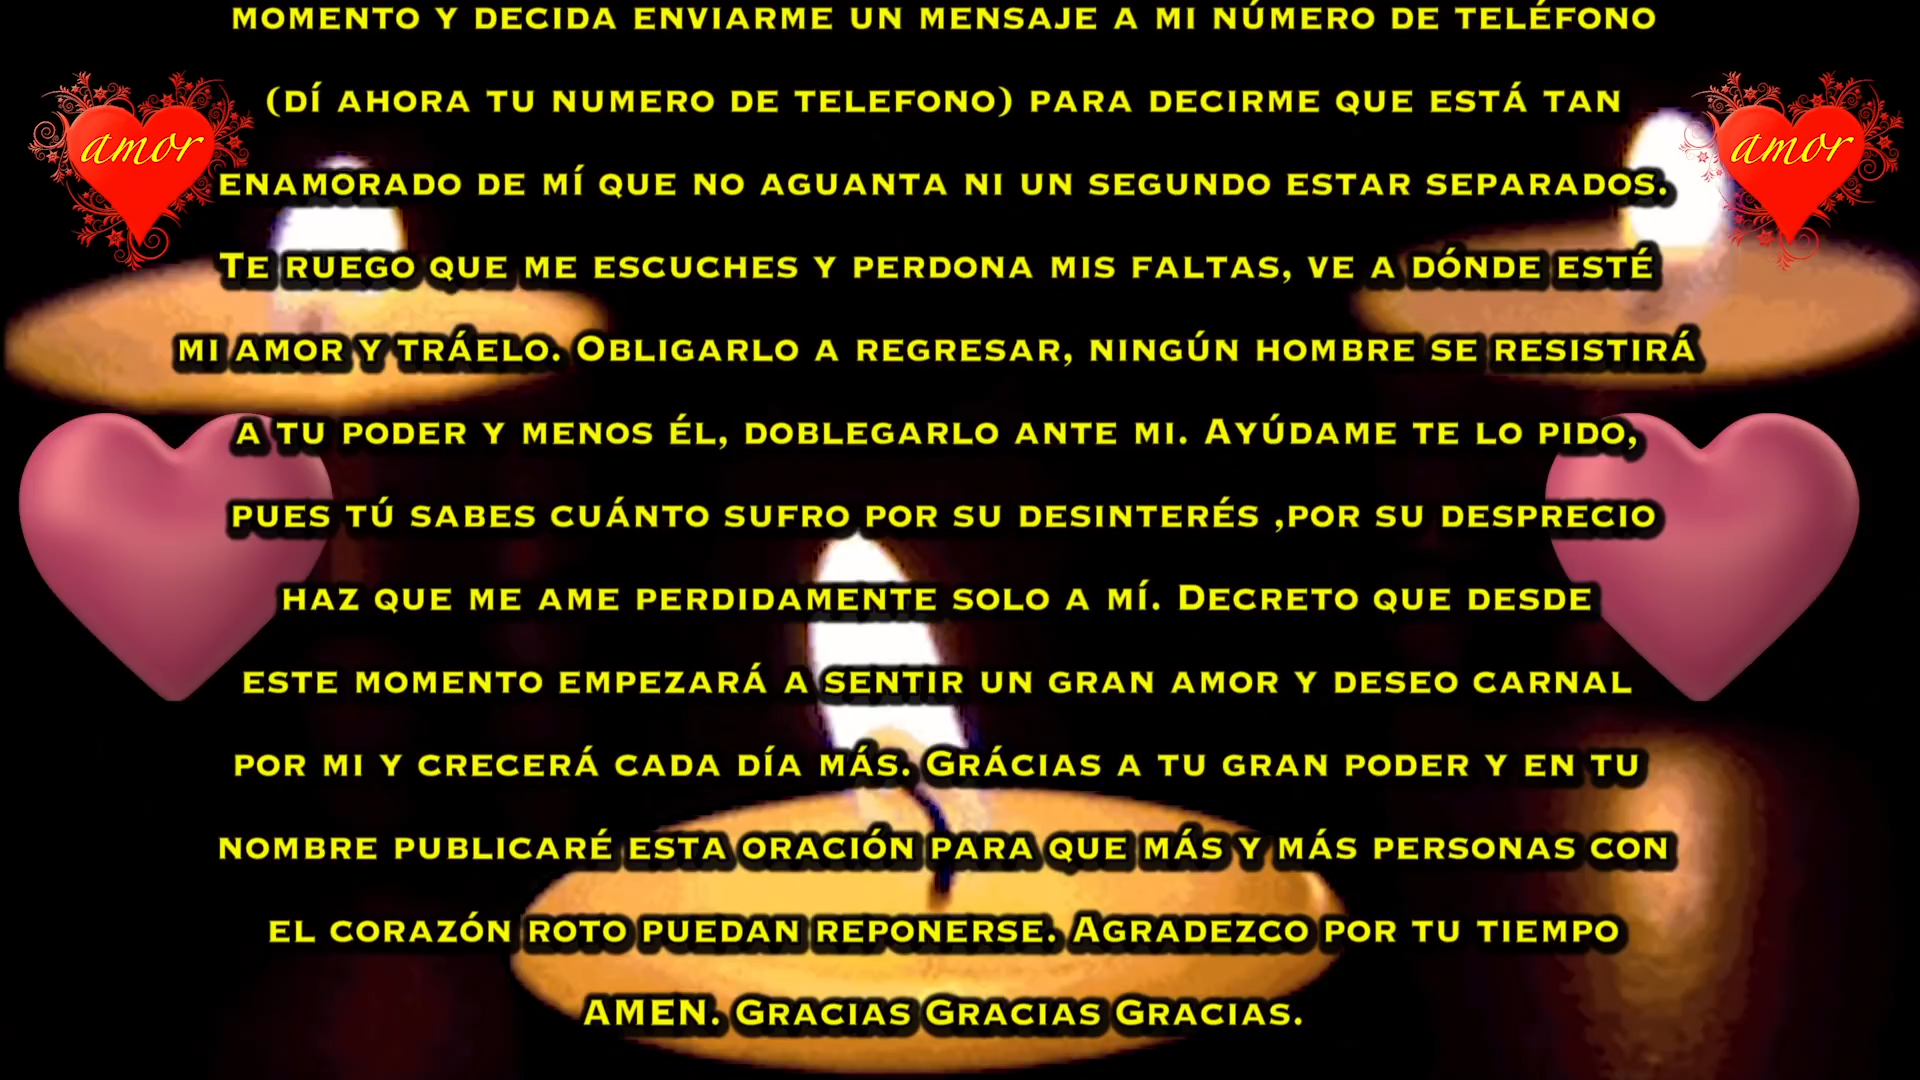 MOMENTO Y DECIDA ENVIARME UN MENSAJE A MI NÚMERO DE TELÉFONO
(DÍ AHORA TU NUMERO DE TELEFONO) PARA DECIRME QUE ESTÁ TAN
amor
amor
ENAMORADO DE MÍ QUE NO AGUANTA NI UN SEGUNDO ESTAR SEPARADOS.
TE RUEGO QUE ME ESCUCHES Y PERDONA MIS FALTAS, VE A DÓNDE ESTÉ
MI AMOR Y TRÁELO. OBLIGARLO A REGRESAR, NINGÚN HOMBRE SE RESISTIRÁ
A TU PODER Y MENOS ÉL, DOBLEGARLO ANTE MI. AYÚDAME TE LO PIDO,
PUES TÚ SABES CUÁNTO SUFRO POR SU DESINTERÉS ,POR SU DESPRECIO
HAZ QUE ME AME PERDIDAMENTE SOLO A MÍ. DECRETO QUE DESDE
ESTE MOMENTO EMPEZARÁ A SENTIR UN GRAN AMOR Y DESEO CARNAL
POR MI Y CRECERÁ CADA DÍA MÁS. GRÁCIAS A TU GRAN PODER Y EN TU
NOMBRE PUBLICARÉ ESTA ORACIÓN PARA QUE MÁS Y MÁS PERSONAS CON
EL CORAZÓN ROTO PUEDAN REPONERSE. AGRADEZCO POR TU TIEMPO
AMEN. GRACIAS GRACIAS GRACIAS.